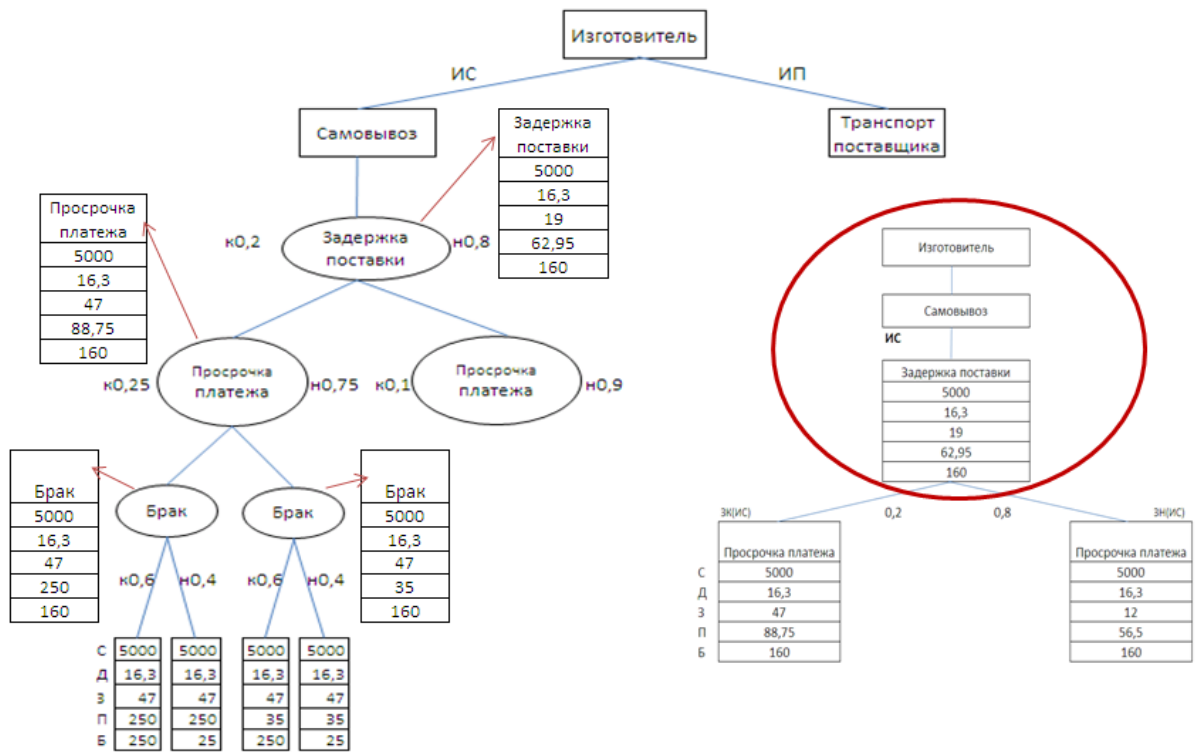 Изготовитель
ИС
ИП
Самовывоз
Транспорт
поставщика
Задержка
поставки
5000
16,3
19
62,95
160
Просрочка
платежа
5000
16,3
47
88,75
160
к0,2
Задержка
поставки
н0,8
к0,25
Просрочка
платежа
н0,75
к0,1
Просрочка
платежа
н0,9
Брак
5000
16,3
47
250
160
Брак
Брак
Брак
5000
16,3
47
35
160
к0,6
н0,4
к0,6
н0,4
С 5000 5000 5000 5000
Д 16,3 16,3 16,3 16,3
З 47 47 47 47
П 250 250 35 35
Б 250 25 250 25
Изготовитель
Самовывоз
ИС
Задержка поставки
5000
16,3
19
62,95
160
ЗК(ИС)
0,2
0,8
ЗН(ИС)
Просрочка платежа
С 5000
Д 16,3
З 47
П 88,75
Б 160
Просрочка платежа
5000
16,3
12
56,5
160